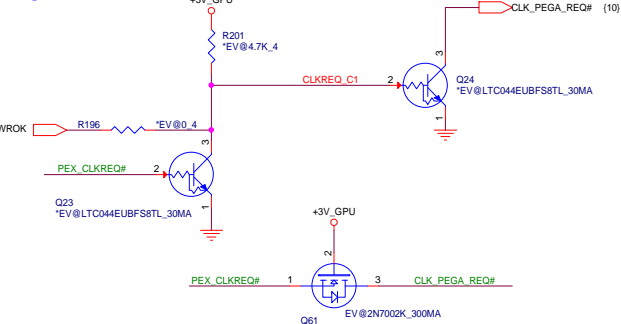 +3V_GPU
CLK_PEGA_REQ# {10}
R201
*EV@4.7K_4
3
CLKREQ_C1
2
Q24
*EV@LTC044EUBFS8TL_30MA
1
WROK
R196
*EV@0_4
3
PEX_CLKREQ#
2
1
Q23
*EV@LTC044EUBFS8TL_30MA
+3V_GPU
2
PEX_CLKREQ#
1
3
CLK_PEGA_REQ#
EV@2N7002K_300MA
Q61